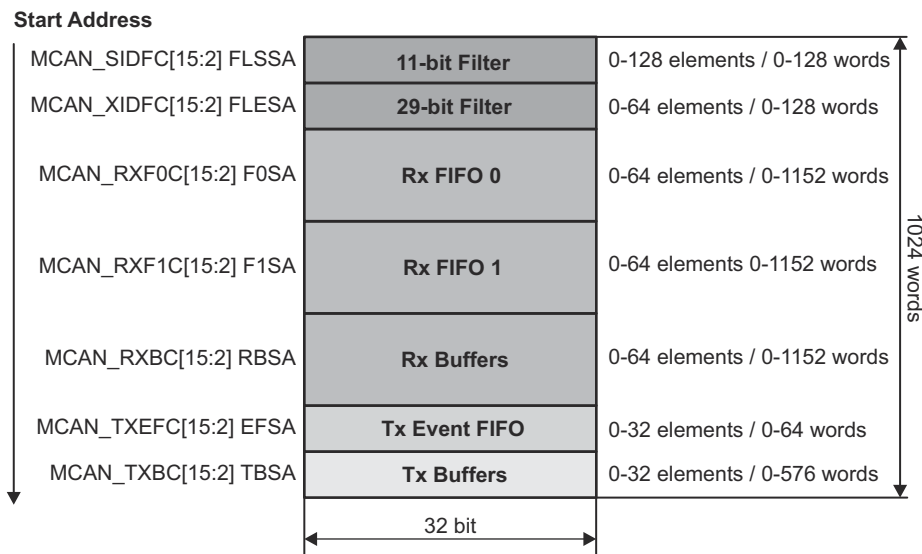 Start Address
MCAN_SIDFC[15:2] FLSSA 11-bit Filter 0-128 elements / 0-128 words
MCAN_XIDFC[15:2] FLESA 29-bit Filter 0-64 elements / 0-128 words
MCAN_RXF0C[15:2] F0SA Rx FIFO 0 0-64 elements / 0-1152 words
MCAN_RXF1C[15:2] F1SA Rx FIFO 1 0-64 elements 0-1152 words
MCAN_RXBC[15:2] RBSA Rx Buffers 0-64 elements / 0-1152 words
MCAN_TXEFC[15:2] EFSA Tx Event FIFO 0-32 elements / 0-64 words
MCAN_TXBC[15:2] TBSA Tx Buffers 0-32 elements / 0-576 words
1024 words
32 bit